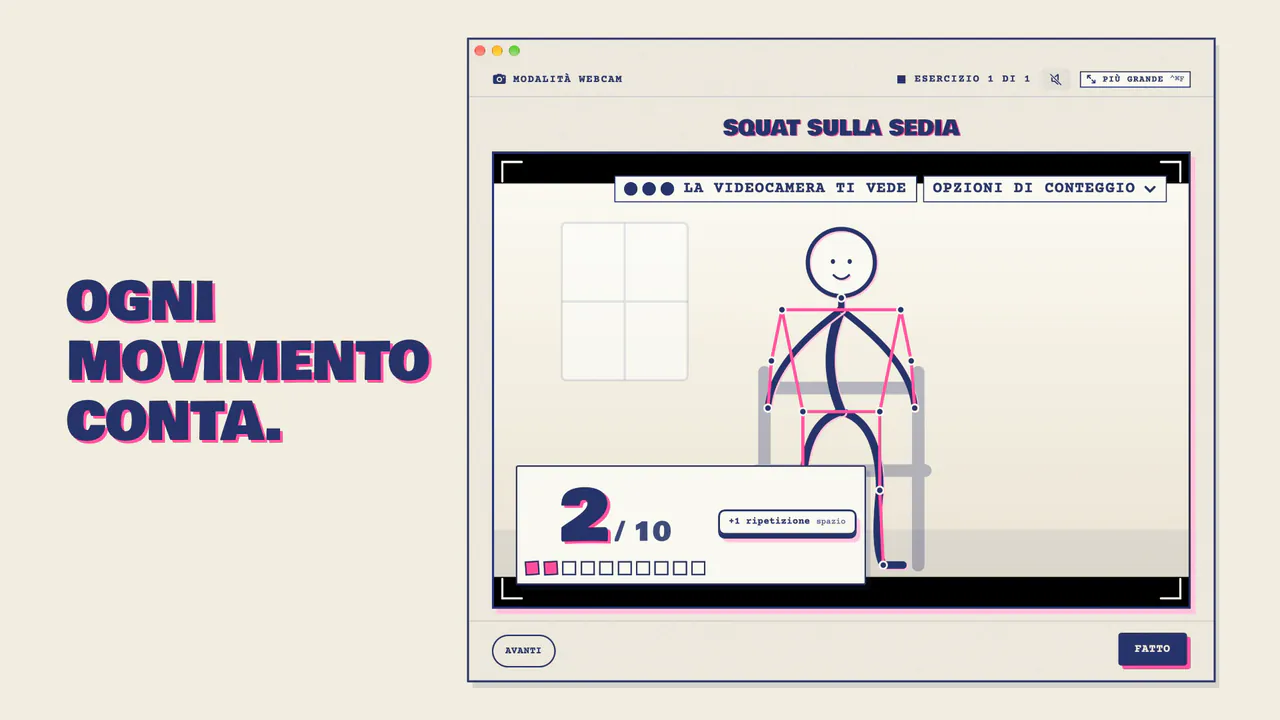 OGNI
MOVIMENTO
CONTA.
MODALITÀ WEBCAM
ESERCIZIO 1 DI 1
PIÙ GRANDE ^⌘F
SQUAT SULLA SEDIA
LA VIDEOCAMERA TI VEDE
OPZIONI DI CONTEGGIO
2 / 10
+1 ripetizione spazio
AVANTI
FATTO